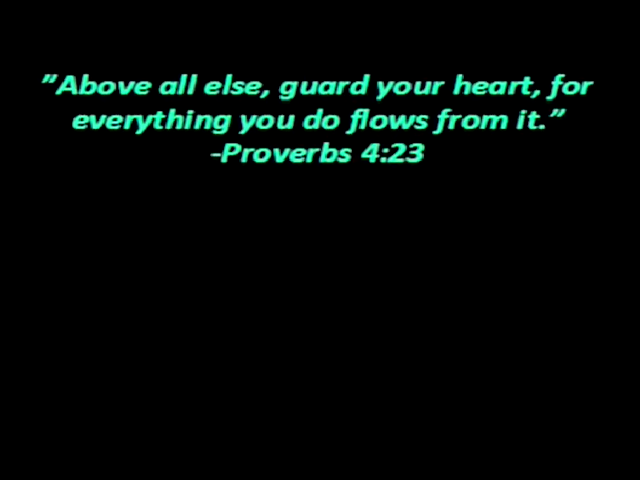 ”Above all else, guard your heart, for
everything you do flows from it.”
-Proverbs 4:23